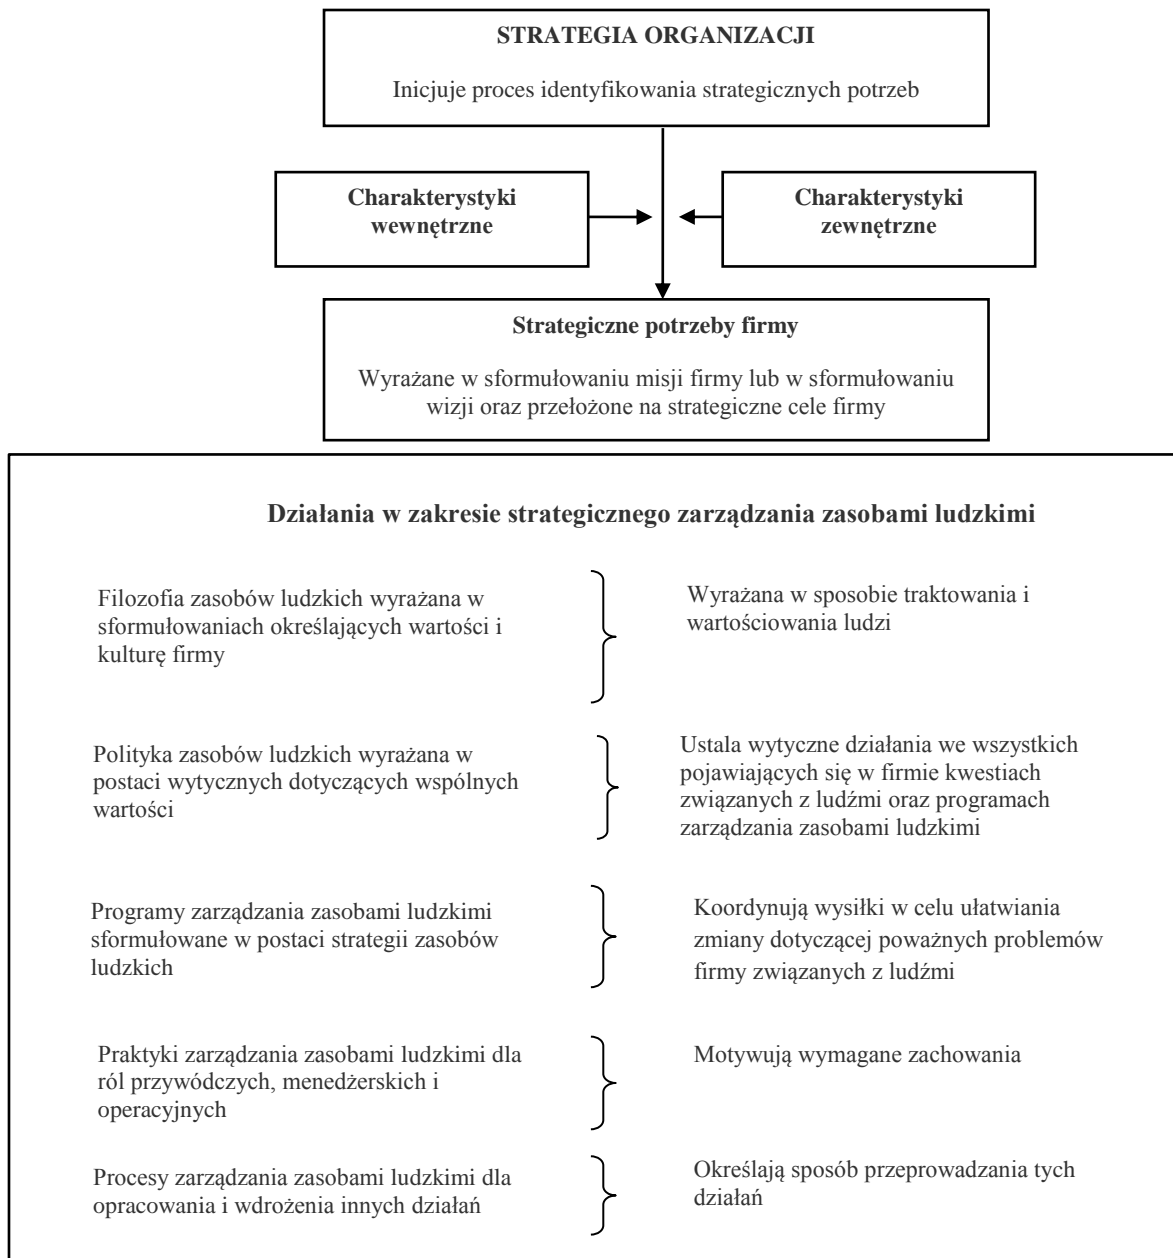 STRATEGIA ORGANIZACJI
Inicjuje proces identyfikowania strategicznych potrzeb
Charakterystyki
wewnętrzne
Charakterystyki
zewnętrzne
Strategiczne potrzeby firmy
Wyrażane w sformułowaniu misji firmy lub w sformułowaniu
wizji oraz przełożone na strategiczne cele firmy
Działania w zakresie strategicznego zarządzania zasobami ludzkimi
Filozofia zasobów ludzkich wyrażana w
sformułowaniach określających wartości i
kulturę firmy
Wyrażana w sposobie traktowania i
wartościowania ludzi
Polityka zasobów ludzkich wyrażana w
postaci wytycznych dotyczących wspólnych
wartości
Ustala wytyczne działania we wszystkich
pojawiających się w firmie kwestiach
związanych z ludźmi oraz programach
zarządzania zasobami ludzkimi
Programy zarządzania zasobami ludzkimi
sformułowane w postaci strategii zasobów
ludzkich
Koordynują wysiłki w celu ułatwiania
zmiany dotyczącej poważnych problemów
firmy związanych z ludźmi
Praktyki zarządzania zasobami ludzkimi dla
ról przywódczych, menedżerskich i
operacyjnych
Motywują wymagane zachowania
Procesy zarządzania zasobami ludzkimi dla
opracowania i wdrożenia innych działań
Określają sposób przeprowadzania tych
działań